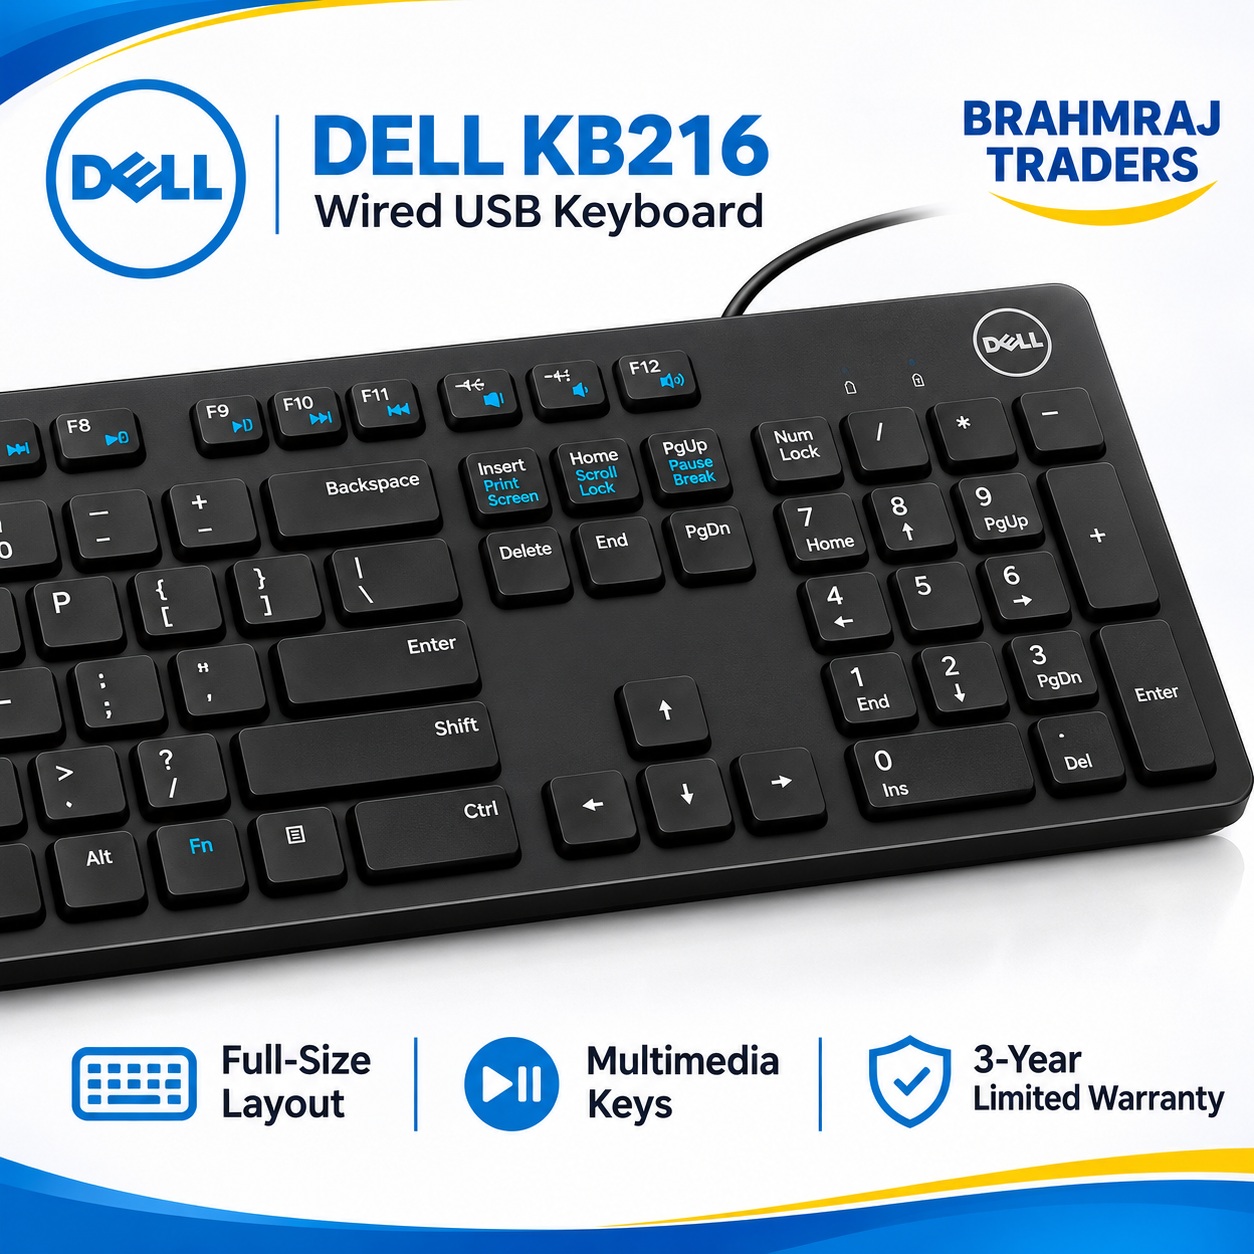 DELL
DELL KB216
Wired USB Keyboard
BRAHMRAJ
TRADERS
DELL
F8
F9
F10
F11
F12
Insert
Print
Screen
Home
Scroll
Lock
PgUp
Pause
Break
Num
Lock
/
*
−
—
–
+
–
Backspace
Delete
End
PgDn
7
Home
8
↑
9
PgUp
+
P
{
[
}
]
|
\
4
←
5
6
→
:
;
"
,
Enter
1
End
2
↓
3
PgDn
Enter
>
.
?
/
Shift
↑
0
Ins
.
Del
Alt
Fn
Ctrl
←
↓
→
Full-Size
Layout
Multimedia
Keys
3-Year
Limited Warranty